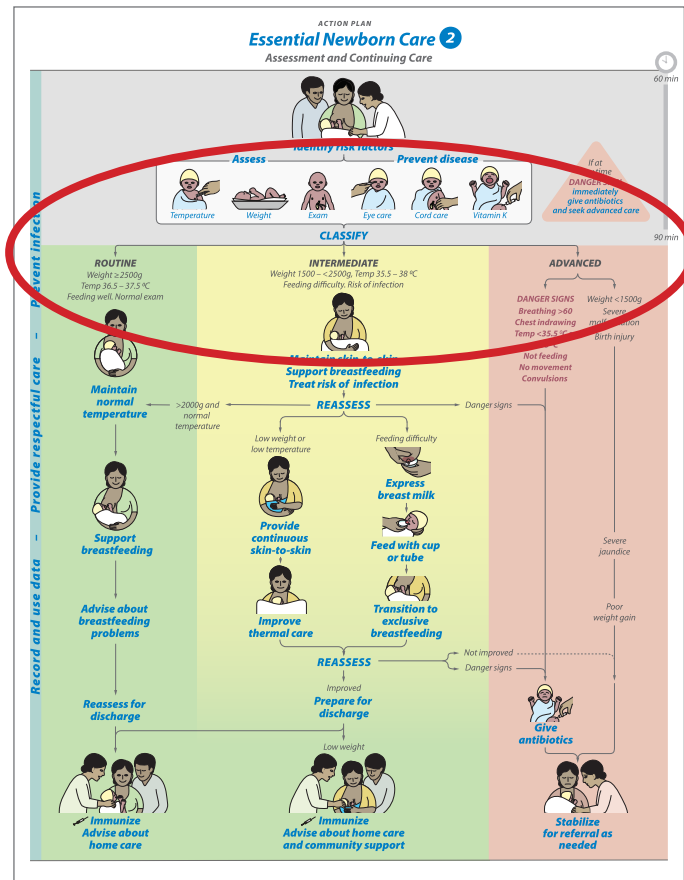 ACTION PLAN
Essential Newborn Care 2
Assessment and Continuing Care
60 min
Identify risk factors
Assess
Prevent disease
Temperature
Weight
Exam
Eye care
Cord care
Vitamin K
If at
time
DANGER
immediately
give antibiotics
and seek advanced care
CLASSIFY
90 min
ROUTINE
Weight ≥2500g
Temp 36.5 – 37.5 ºC
Feeding well. Normal exam
INTERMEDIATE
Weight 1500 – <2500g, Temp 35.5 – 38 ºC
Feeding difficulty. Risk of infection
ADVANCED
DANGER SIGNS
Breathing >60
Chest indrawing
Temp <35.5 ºC
Not feeding
No movement
Convulsions
Weight <1500g
Severe
Birth injury
Maintain skin-to-skin
Support breastfeeding
Treat risk of infection
Maintain
normal
temperature
>2000g and
normal
temperature
REASSESS
Danger signs
Low weight or
low temperature
Feeding difficulty
Express
breast milk
Provide
continuous
skin-to-skin
Feed with cup
or tube
Support
breastfeeding
Severe
jaundice
Advise about
breastfeeding
problems
Improve
thermal care
Transition to
exclusive
breastfeeding
Poor
weight gain
REASSESS
Not improved
Danger signs
Improved
Reassess for
discharge
Prepare for
discharge
Give
antibiotics
Low weight
Immunize
Advise about
home care
Immunize
Advise about home care
and community support
Stabilize
for referral as
needed
Prevent infection
– Provide respectful care –
Record and use data